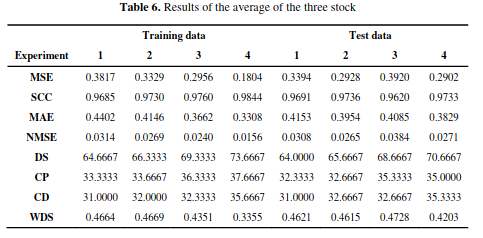 Table 6. Results of the average of the three stock
Training data Test data
Experiment 1 2 3 4 1 2 3 4
MSE 0.3817 0.3329 0.2956 0.1804 0.3394 0.2928 0.3920 0.2902
SCC 0.9685 0.9730 0.9760 0.9844 0.9691 0.9736 0.9620 0.9733
MAE 0.4402 0.4146 0.3662 0.3308 0.4153 0.3954 0.4085 0.3829
NMSE 0.0314 0.0269 0.0240 0.0156 0.0308 0.0265 0.0384 0.0271
DS 64.6667 66.3333 69.3333 73.6667 64.0000 65.6667 68.6667 70.6667
CP 33.3333 33.6667 36.3333 37.6667 32.3333 32.6667 35.3333 35.0000
CD 31.0000 32.0000 32.3333 35.6667 31.0000 32.6667 32.6667 35.3333
WDS 0.4664 0.4669 0.4351 0.3355 0.4621 0.4615 0.4728 0.4203